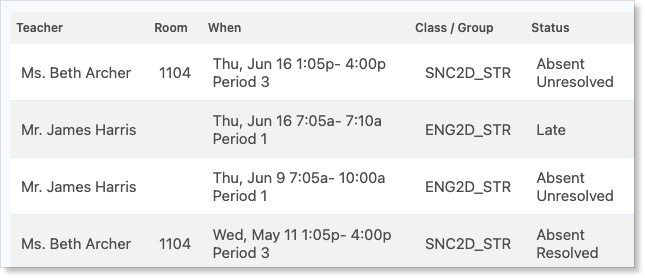 Teacher Room When Class / Group Status
Thu, Jun 16 1:05p- 4:00p Absent
Ms. Beth Archer 1104 SNC2D_STR
Period 3 Unresolved
Thu, Jun 16 7:05a- 7:10a
Mr. James Harris ENG2D_STR Late
Period 1
Thu, Jun 9 7:05a- 10:00a Absent
Mr. James Harris ENG2D_STR
Period 1 Unresolved
Wed, May 11 1:05p- 4:00p Absent
Ms. Beth Archer 1104 SNC2D_STR
Period 3 Resolved